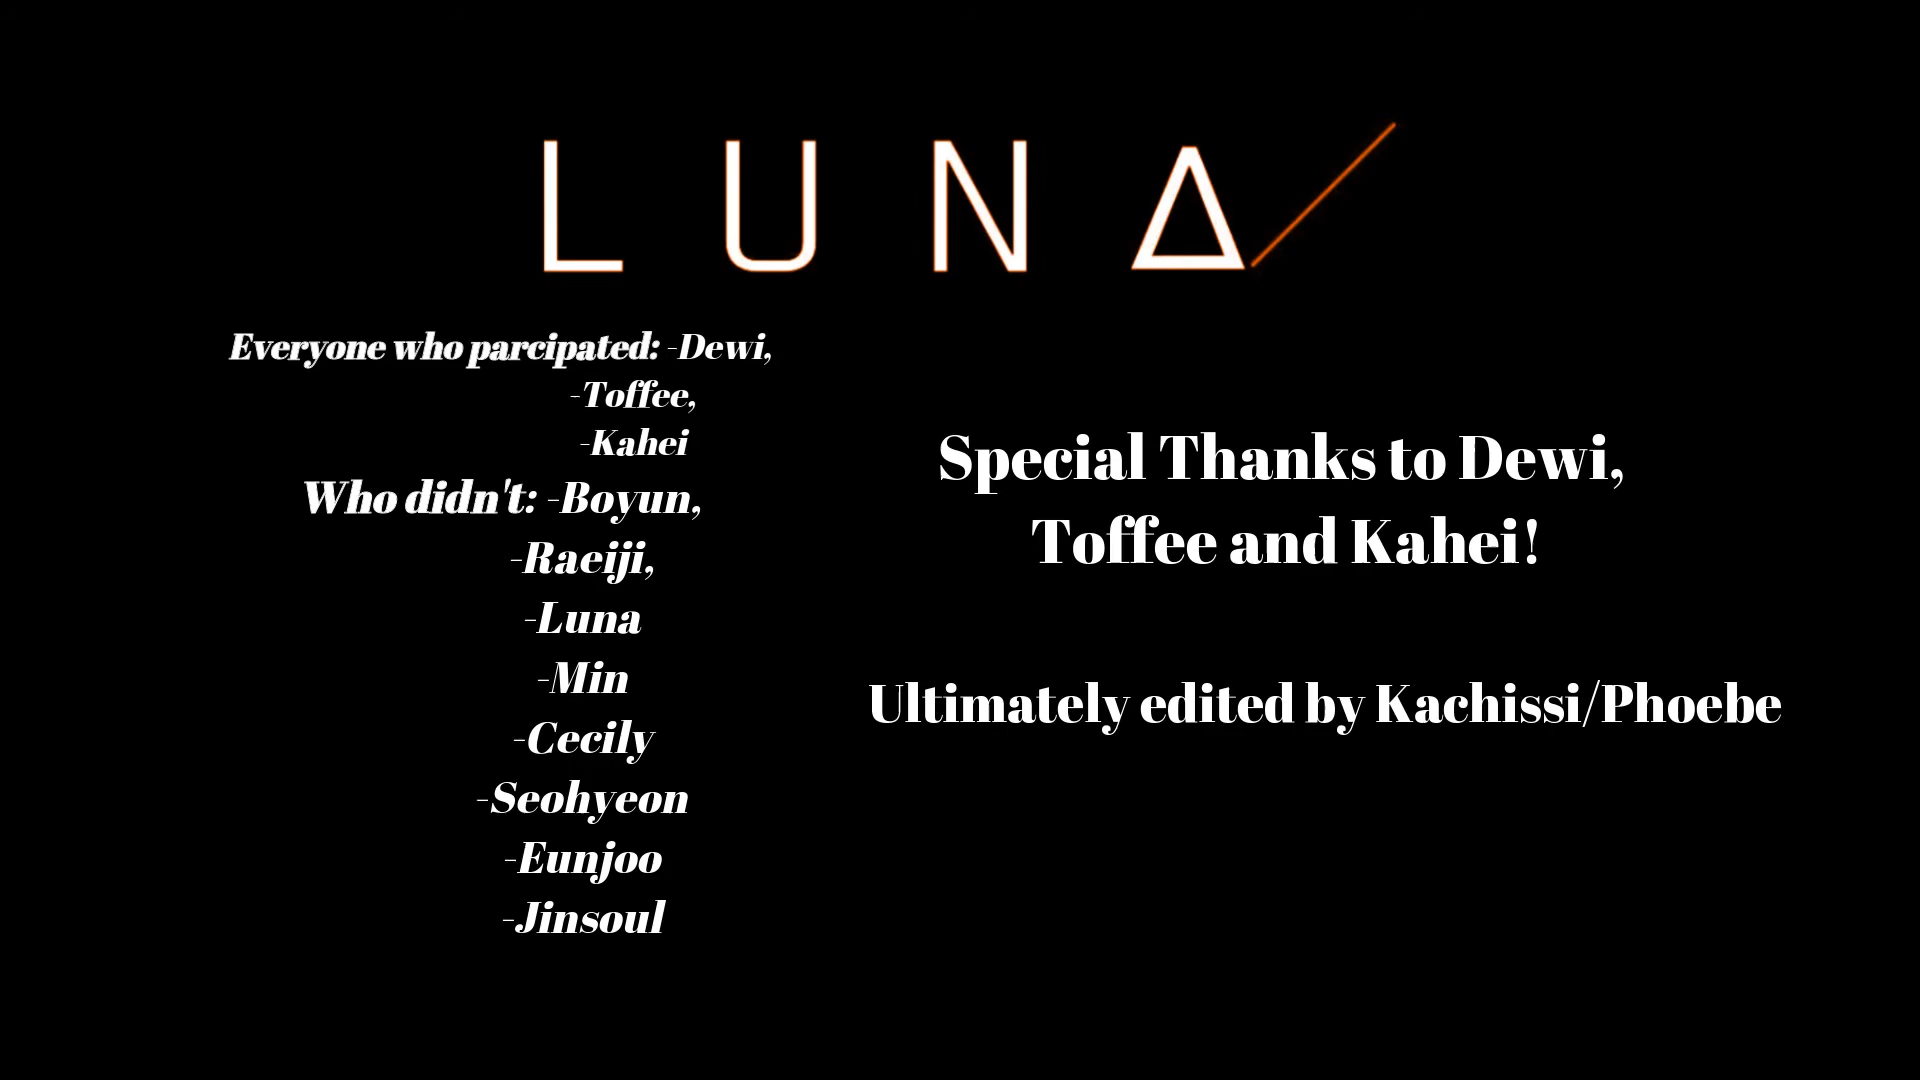 LUNA
Everyone who parcipated: -Dewi,
-Toffee,
-Kahei
Who didn't: -Boyun,
-Raeiji,
-Luna
-Min
-Cecily
-Seohyeon
-Eunjoo
-Jinsoul
Special Thanks to Dewi,
Toffee and Kahei!
Ultimately edited by Kachissi/Phoebe